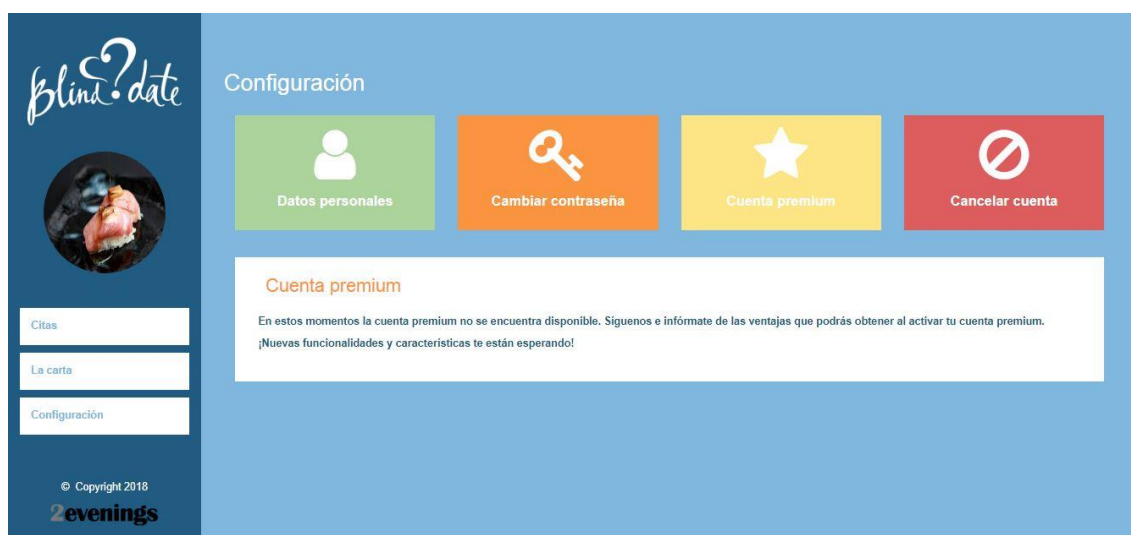 Blind? date
Configuración
Datos personales
Cambiar contraseña
Cuenta premium
Cancelar cuenta
Cuenta premium
En estos momentos la cuenta premium no se encuentra disponible. Síguenos e infórmate de las ventajas que podrás obtener al activar tu cuenta premium.
¡Nuevas funcionalidades y características te están esperando!
Citas
La carta
Configuración
© Copyright 2018
2evenings